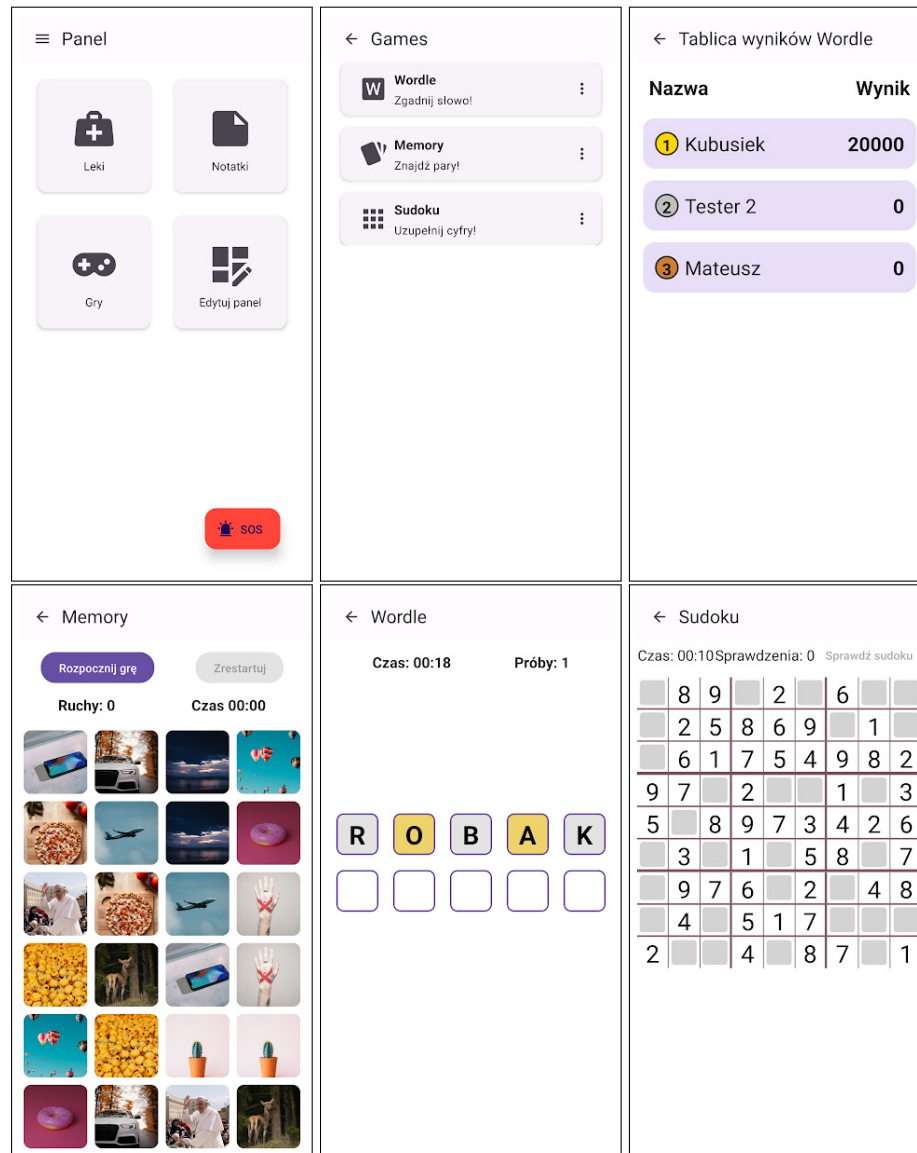 Panel
Leki
Notatki
Gry
Edytuj panel
SOS
Games
W
Wordle
Zgadnij słowo!
Memory
Znajdź pary!
Sudoku
Uzupełnij cyfry!
Tablica wyników Wordle
Nazwa Wynik
1 Kubusiek 20000
2 Tester 2 0
3 Mateusz 0
Memory
Rozpocznij grę Zrestartuj
Ruchy: 0 Czas 00:00
Wordle
Czas: 00:18 Próby: 1
R O B A K
Sudoku
Czas: 00:10 Sprawdzenia: 0 Sprawdź sudoku
8 9 2 6
2 5 8 6 9 1
6 1 7 5 4 9 8 2
9 7 2 1 3
5 8 9 7 3 4 2 6
3 1 5 8 7
9 7 6 2 4 8
4 5 1 7
2 4 8 7 1